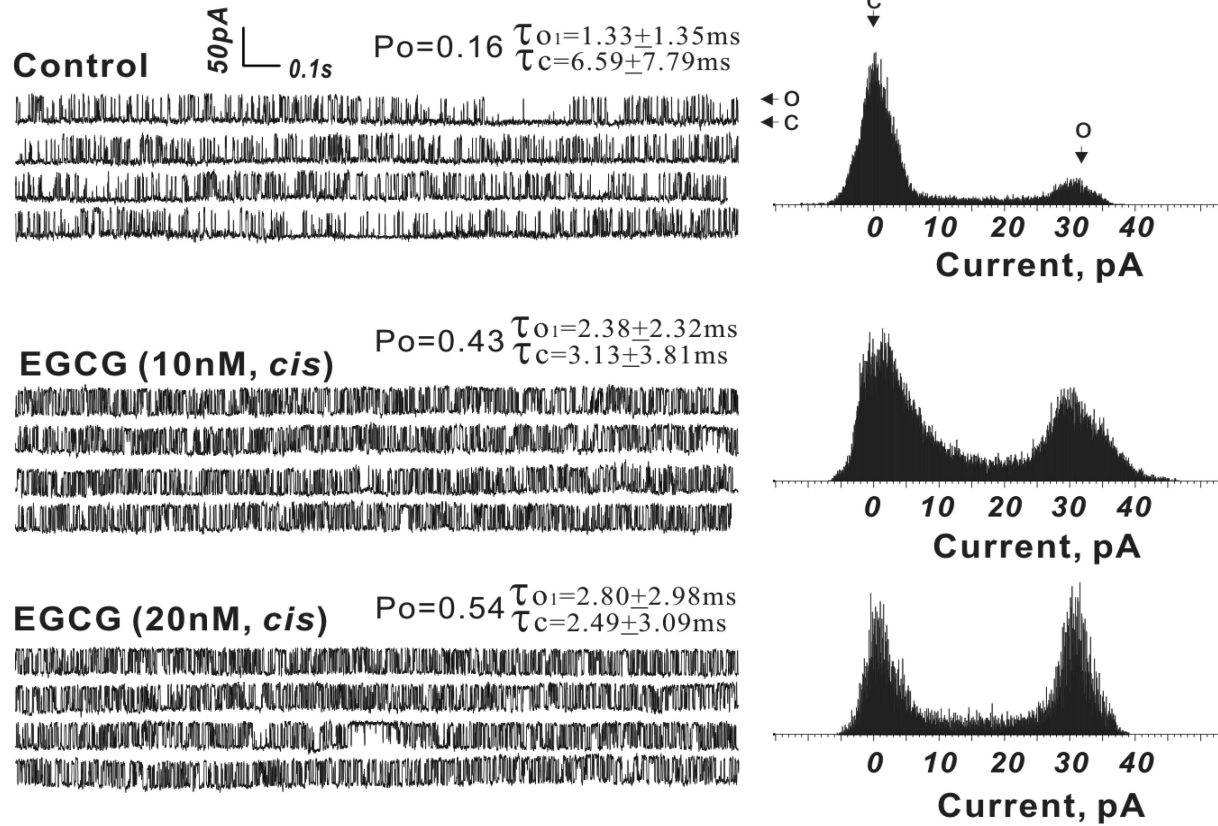 50pA
0.1s
Control
Po=0.16
τo1=1.33±1.35ms
τc=6.59±7.79ms
O
C
C
O
0 10 20 30 40
Current, pA
EGCG (10nM, cis)
Po=0.43
τo1=2.38±2.32ms
τc=3.13±3.81ms
0 10 20 30 40
Current, pA
EGCG (20nM, cis)
Po=0.54
τo1=2.80±2.98ms
τc=2.49±3.09ms
0 10 20 30 40
Current, pA